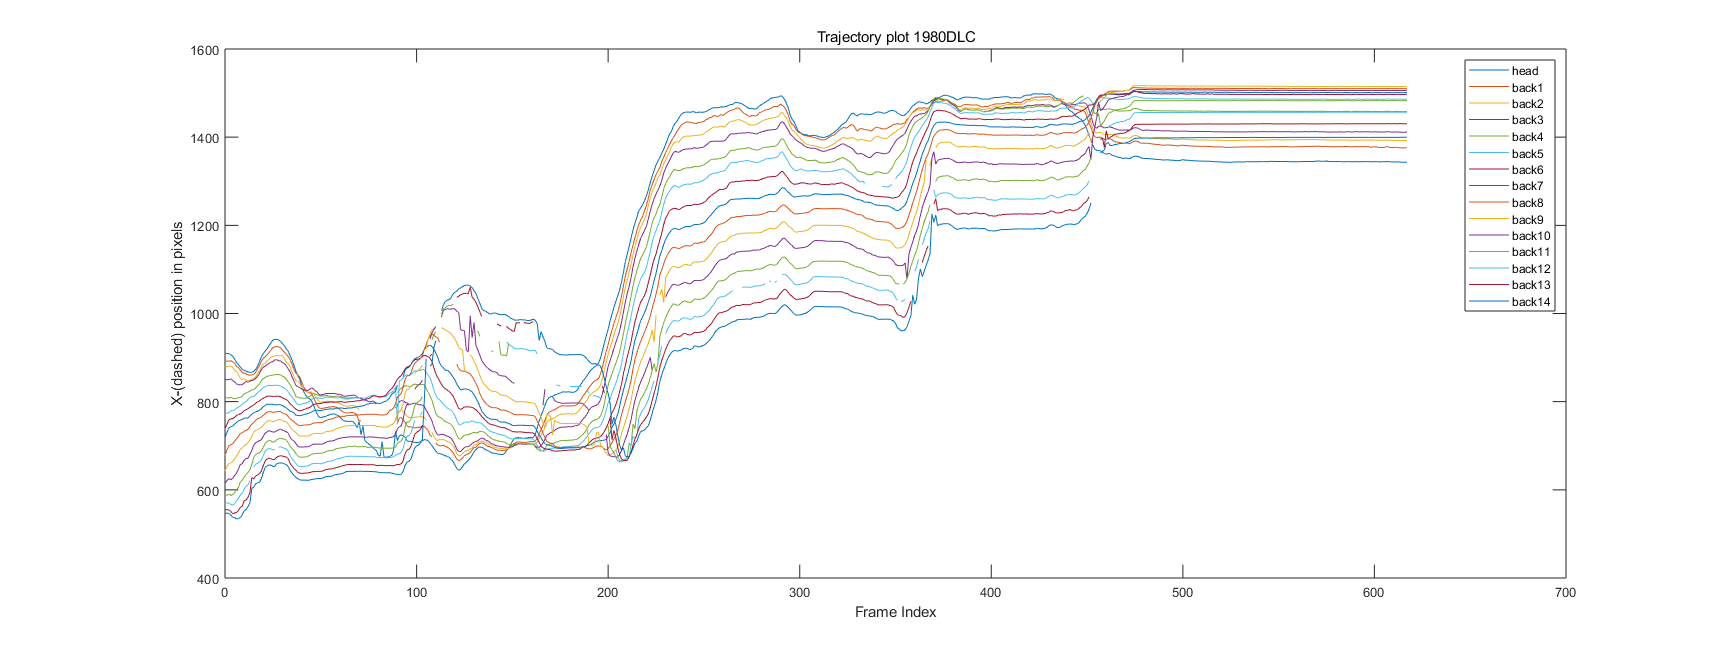 Trajectory plot 1980DLC
1600
1400
1200
1000
800
600
400
X-(dashed) position in pixels
0 100 200 300 400 500 600 700
Frame Index
head
back1
back2
back3
back4
back5
back6
back7
back8
back9
back10
back11
back12
back13
back14